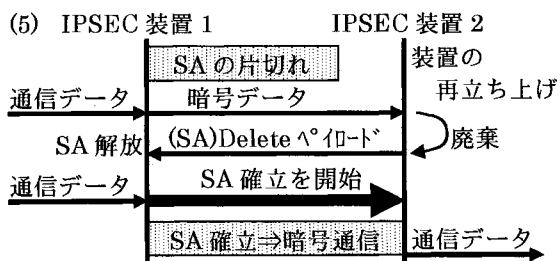 (5) IPSEC 装置 1 IPSEC 装置 2
SA の片切れ
装置の
再立ち上げ
通信データ 暗号データ
SA 解放 (SA)Delete ﾍﾟｲﾛｰﾄﾞ 廃棄
通信データ SA 確立を開始
SA 確立⇒暗号通信 通信データ